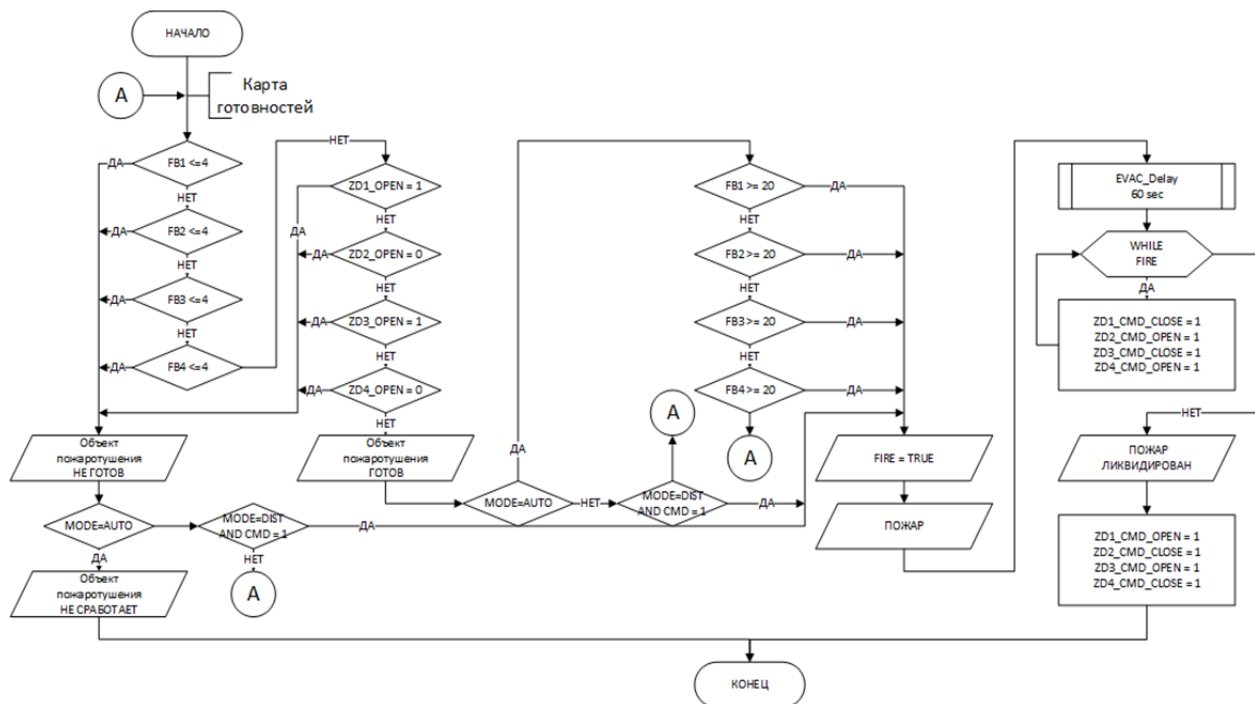 НАЧАЛО
А
Карта
готовностей
FB1 <=4
ДА
НЕТ
FB2 <=4
ДА
НЕТ
FB3 <=4
ДА
НЕТ
FB4 <=4
ДА
НЕТ
ZD1_OPEN = 1
ДА
НЕТ
ZD2_OPEN = 0
ДА
НЕТ
ZD3_OPEN = 1
ДА
НЕТ
ZD4_OPEN = 0
ДА
НЕТ
Объект
пожаротушения
НЕ ГОТОВ
MODE=AUTO
ДА
Объект
пожаротушения
НЕ СРАБОТАЕТ
MODE=DIST
AND CMD = 1
ДА
НЕТ
А
Объект
пожаротушения
ГОТОВ
MODE=AUTO
ДА
НЕТ
MODE=DIST
AND CMD = 1
ДА
А
FB1 >= 20
ДА
НЕТ
FB2 >= 20
ДА
НЕТ
FB3 >= 20
ДА
НЕТ
FB4 >= 20
ДА
А
FIRE = TRUE
ПОЖАР
EVAC_Delay
60 sec
WHILE
FIRE
ДА
ZD1_CMD_CLOSE = 1
ZD2_CMD_OPEN = 1
ZD3_CMD_CLOSE = 1
ZD4_CMD_OPEN = 1
НЕТ
ПОЖАР
ЛИКВИДИРОВАН
ZD1_CMD_OPEN = 1
ZD2_CMD_CLOSE = 1
ZD3_CMD_OPEN = 1
ZD4_CMD_CLOSE = 1
КОНЕЦ